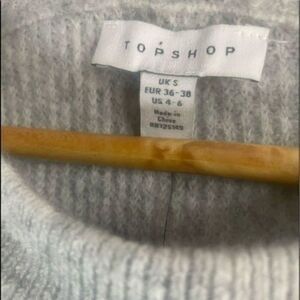 TOPSHOP
UK S
EUR 36-38
US 4-6
Made in
China